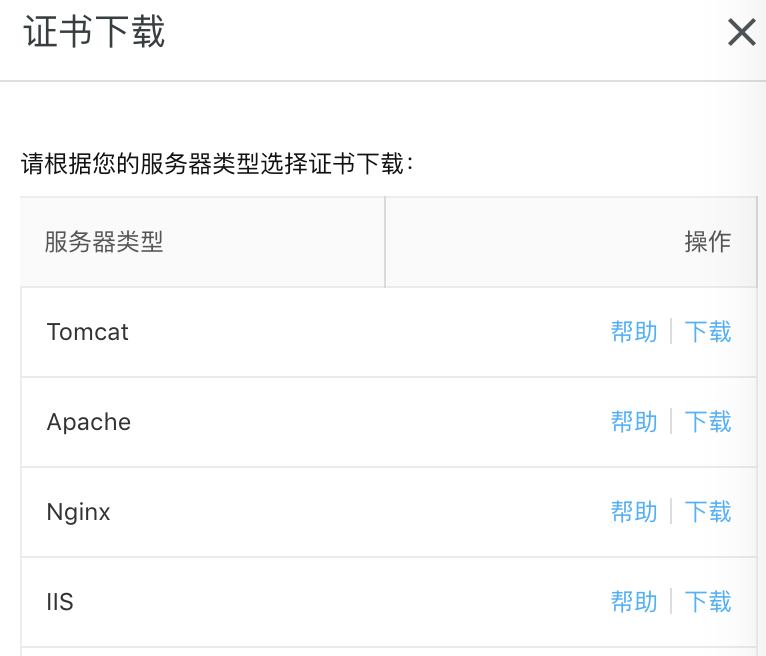 证书下载
请根据您的服务器类型选择证书下载：
服务器类型 操作
Tomcat 帮助 下载
Apache 帮助 下载
Nginx 帮助 下载
IIS 帮助 下载